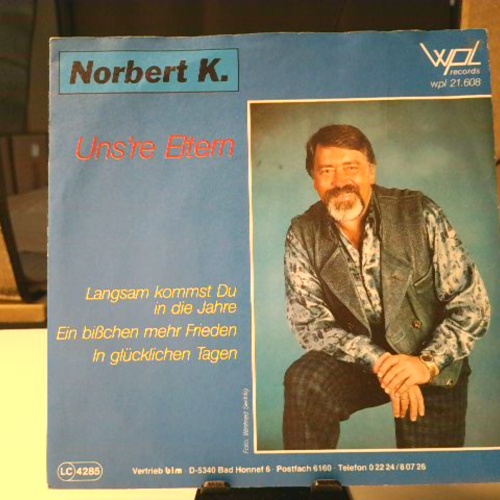 Norbert K.
wpl
records
wpl 21.608
Uns're Eltern
Langsam kommst Du
in die Jahre
Ein bißchen mehr Frieden
In glücklichen Tagen
LC 4285
Vertrieb blm · D-5340 Bad Honnef 6 · Postfach 6160 · Telefon 0 22 24 / 8 07 26